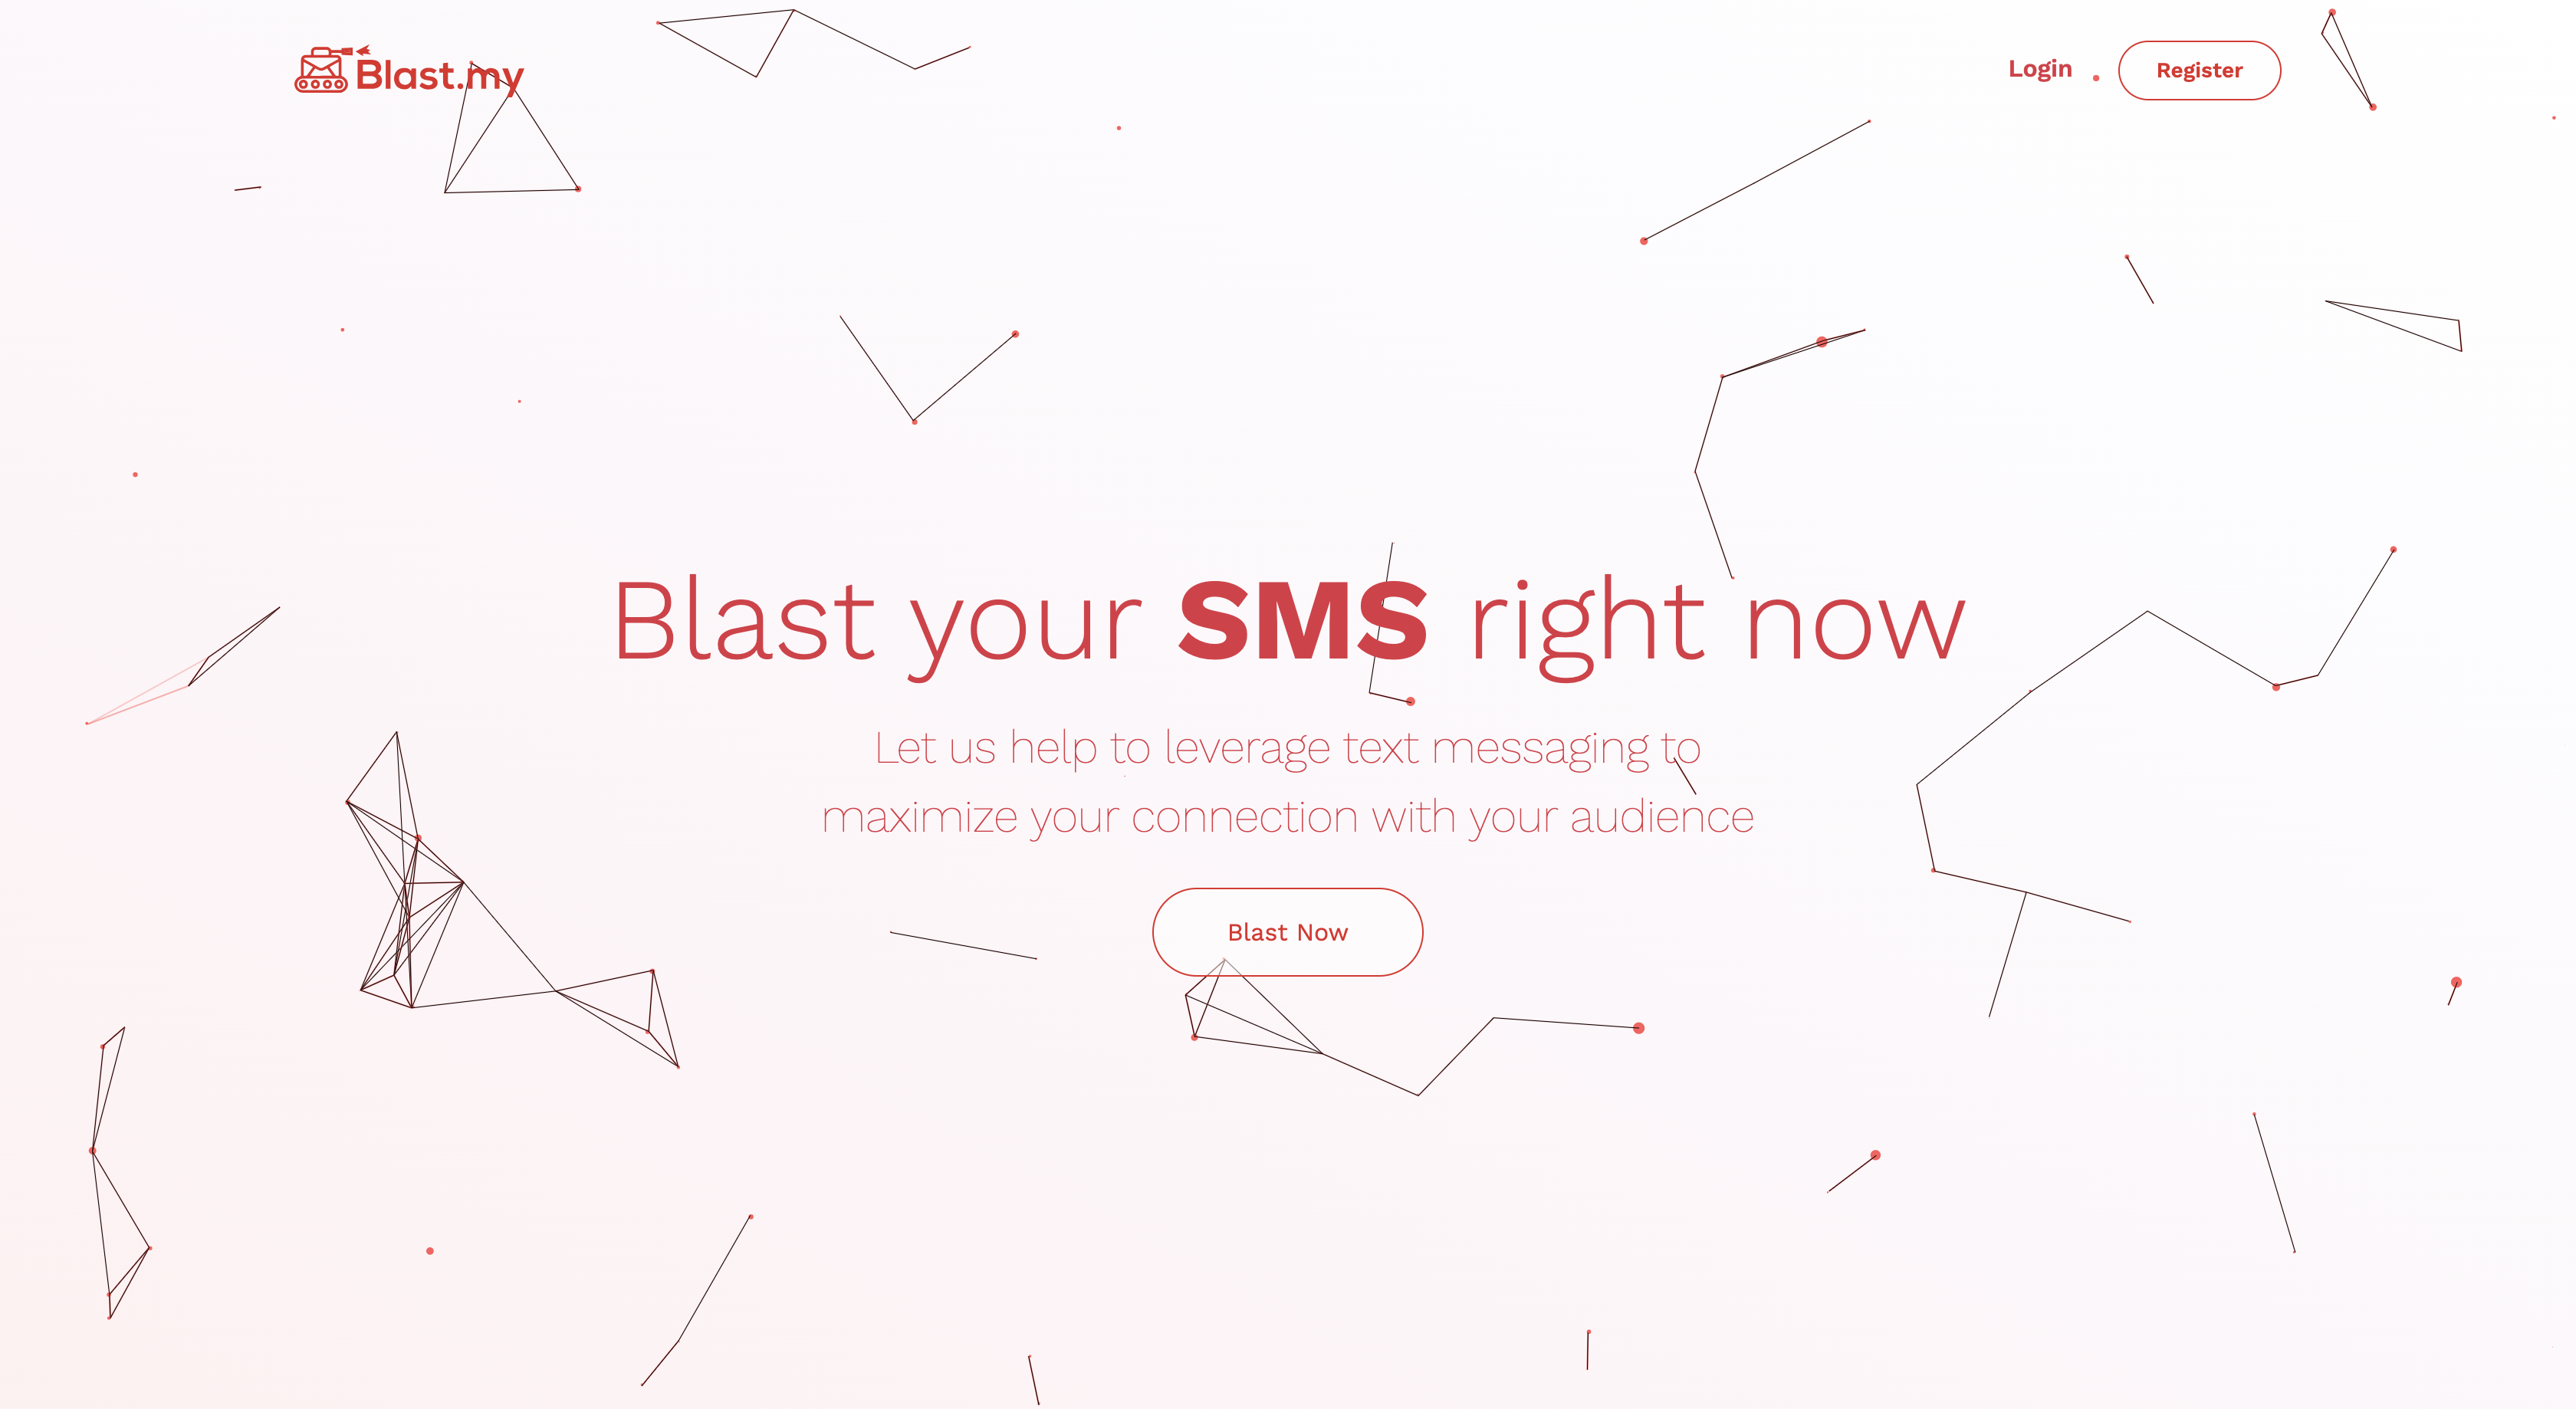 Blast.my
Login
Register
Blast your SMS right now
Let us help to leverage text messaging to
maximize your connection with your audience
Blast Now